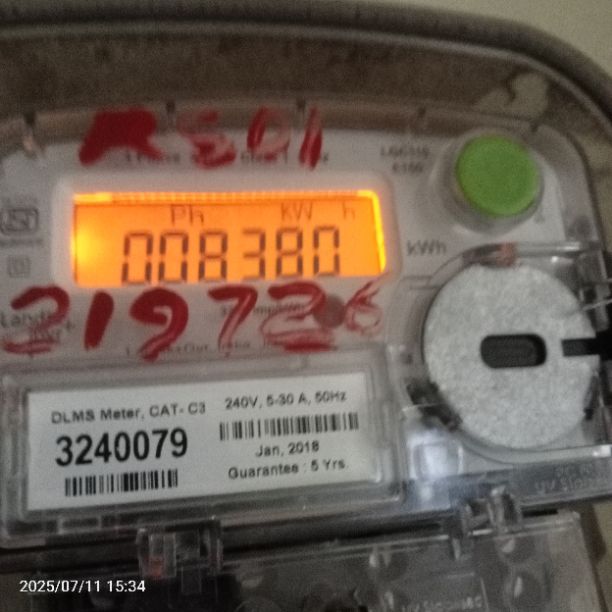 RS01
Ph kW h
008380
kWh
219726
DLMS Meter, CAT- C3 240V, 5-30 A, 50Hz
3240079
Jan, 2018
Guarantee : 5 Yrs.
2025/07/11 15:34